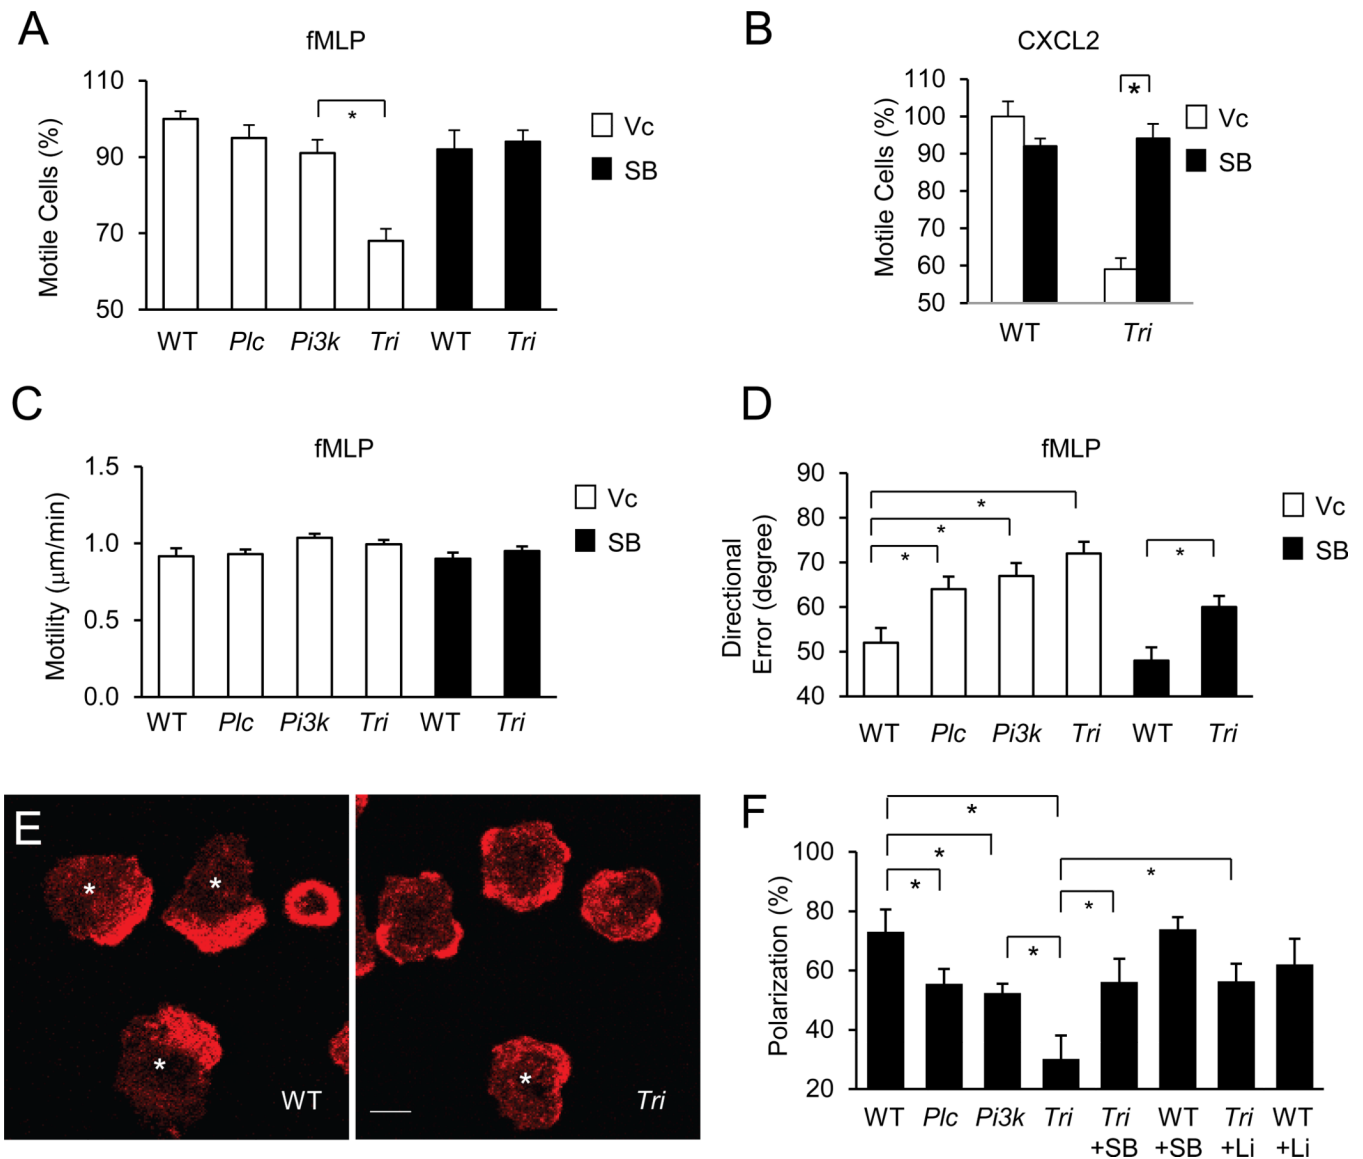 A
fMLP
110
90
70
50
Motile Cells (%)
*
Vc
SB
WT Plc Pi3k Tri WT Tri
B
CXCL2
110
100
90
80
70
60
50
Motile Cells (%)
*
Vc
SB
WT Tri
C
fMLP
1.5
1.0
0.5
0.0
Motility (μm/min)
Vc
SB
WT Plc Pi3k Tri WT Tri
D
fMLP
90
80
70
60
50
40
Directional
Error (degree)
*
*
*
*
Vc
SB
WT Plc Pi3k Tri WT Tri
E
* *
*
WT
*
Tri
F
100
80
60
40
20
Polarization (%)
*
*
*
*
*
*
WT Plc Pi3k Tri Tri WT Tri WT
+SB +SB +Li +Li